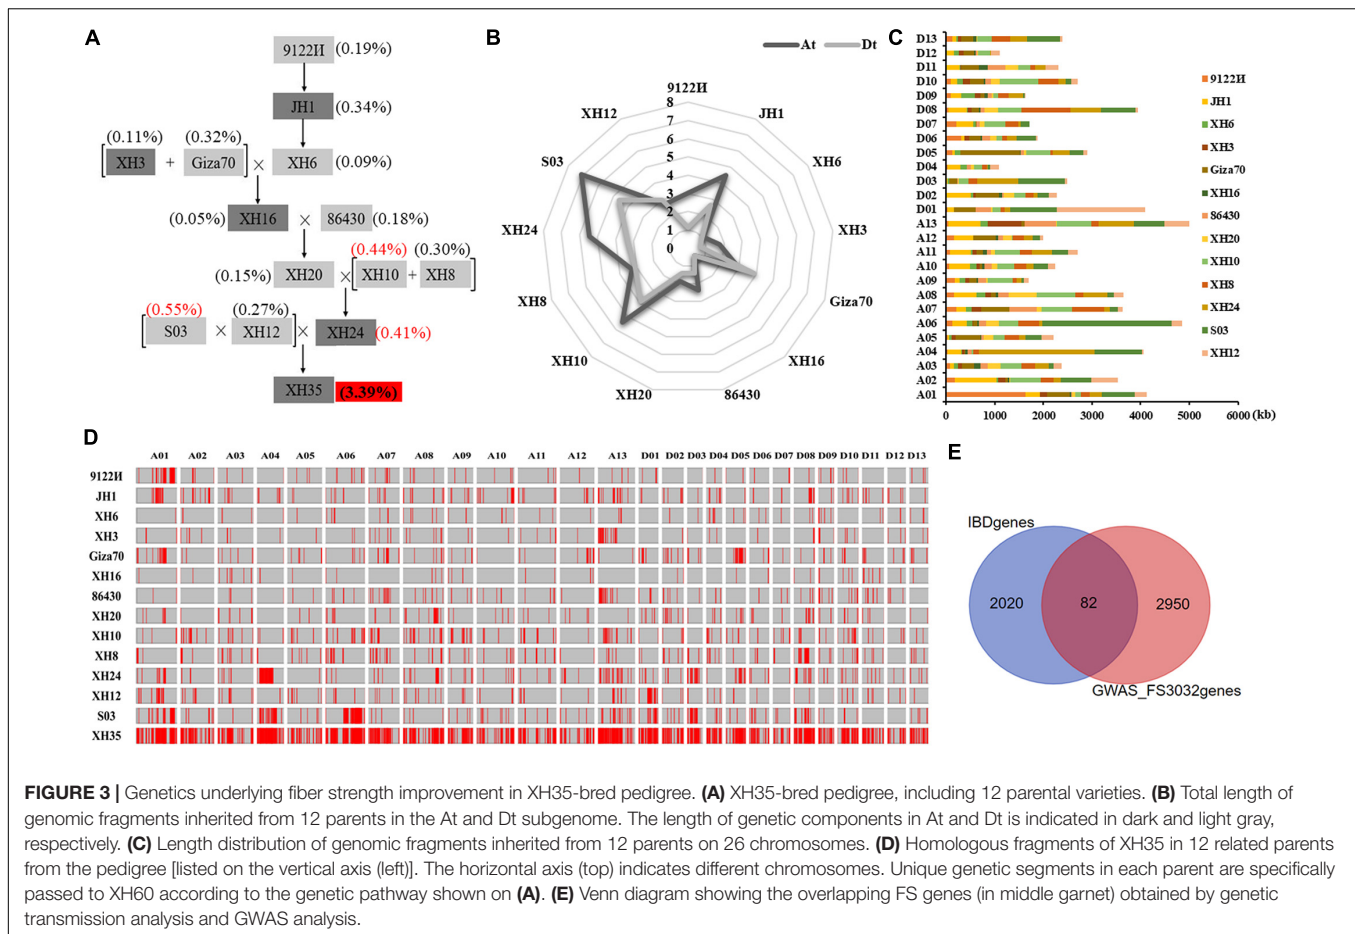 A
9122И (0.19%)
JH1 (0.34%)
(0.11%) (0.32%)
[XH3 + Giza70] × XH6 (0.09%)
(0.05%) XH16 × 86430 (0.18%)
(0.44%) (0.30%)
(0.15%) XH20 × [XH10 + XH8]
(0.55%) (0.27%)
[S03 × XH12] × XH24 (0.41%)
XH35 (3.39%)
B
At Dt
9122И
JH1
XH6
XH3
Giza70
XH16
86430
XH20
XH10
XH8
XH24
S03
XH12
8
7
6
5
4
3
2
1
0
C
D13
D12
D11
D10
D09
D08
D07
D06
D05
D04
D03
D02
D01
A13
A12
A11
A10
A09
A08
A07
A06
A05
A04
A03
A02
A01
0 1000 2000 3000 4000 5000 6000 (kb)
9122И
JH1
XH6
XH3
Giza70
XH16
86430
XH20
XH10
XH8
XH24
S03
XH12
D
A01 A02 A03 A04 A05 A06 A07 A08 A09 A10 A11 A12 A13 D01 D02 D03 D04 D05 D06 D07 D08 D09 D10 D11 D12 D13
9122И
JH1
XH6
XH3
Giza70
XH16
86430
XH20
XH10
XH8
XH24
XH12
S03
XH35
E
IBDgenes
2020 82 2950
GWAS_FS3032genes
FIGURE 3 | Genetics underlying fiber strength improvement in XH35-bred pedigree. (A) XH35-bred pedigree, including 12 parental varieties. (B) Total length of
genomic fragments inherited from 12 parents in the At and Dt subgenome. The length of genetic components in At and Dt is indicated in dark and light gray,
respectively. (C) Length distribution of genomic fragments inherited from 12 parents on 26 chromosomes. (D) Homologous fragments of XH35 in 12 related parents
from the pedigree [listed on the vertical axis (left)]. The horizontal axis (top) indicates different chromosomes. Unique genetic segments in each parent are specifically
passed to XH60 according to the genetic pathway shown on (A). (E) Venn diagram showing the overlapping FS genes (in middle garnet) obtained by genetic
transmission analysis and GWAS analysis.